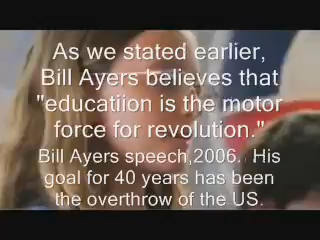 As we stated earlier,
Bill Ayers believes that
"educatiion is the motor
force for revolution."
Bill Ayers speech,2006. His
goal for 40 years has been
the overthrow of the US.